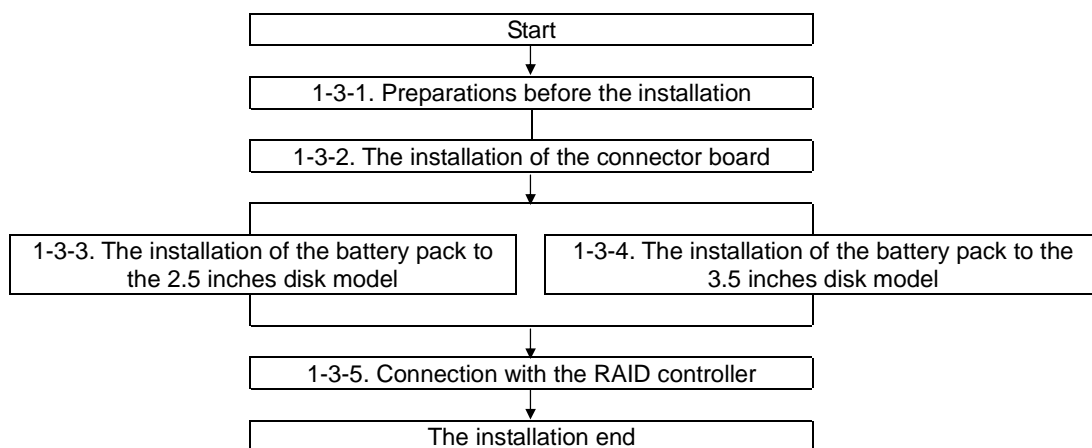 Start
1-3-1. Preparations before the installation
1-3-2. The installation of the connector board
1-3-3. The installation of the battery pack to
the 2.5 inches disk model
1-3-4. The installation of the battery pack to the
3.5 inches disk model
1-3-5. Connection with the RAID controller
The installation end